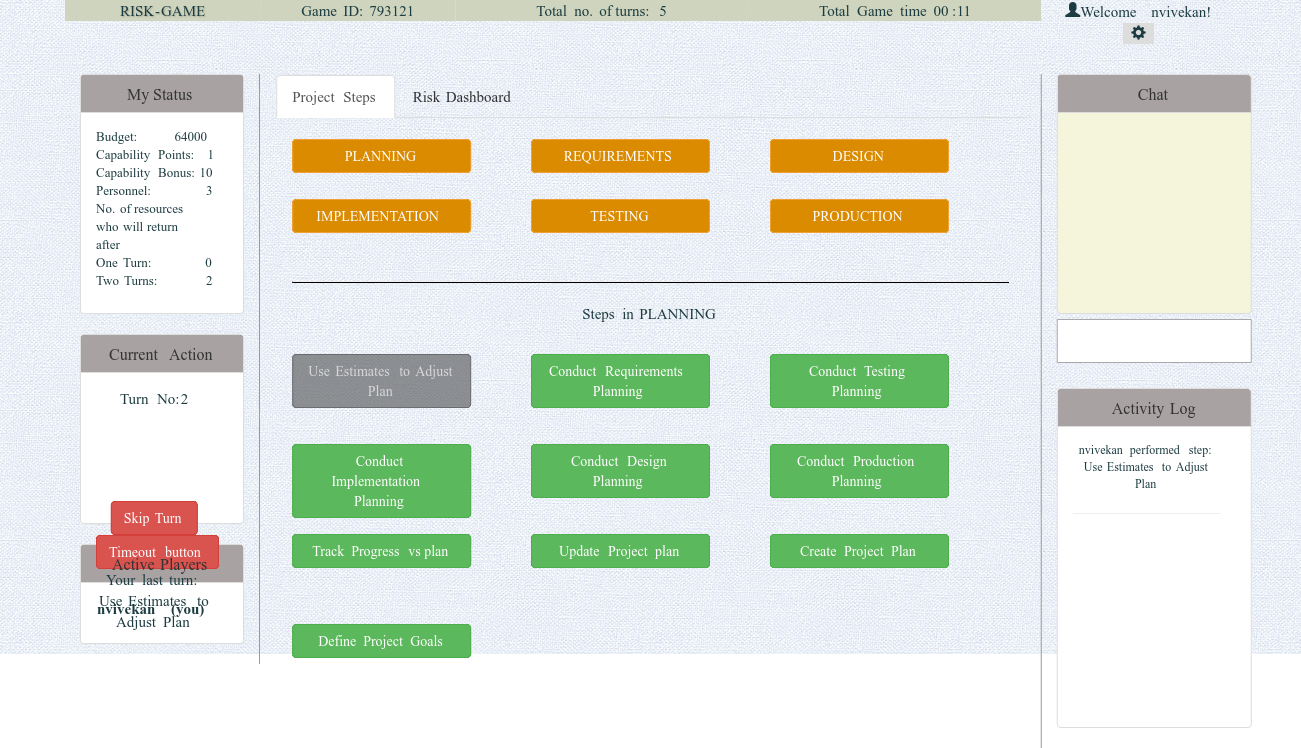 RISK-GAME
Game ID: 793121
Total no. of turns: 5
Total Game time 00 :11
Welcome nvivekan!
My Status
Budget: 64000
Capability Points: 1
Capability Bonus: 10
Personnel: 3
No. of resources
who will return
after
One Turn: 0
Two Turns: 2
Current Action
Turn No:2
Skip Turn
Timeout button
Active Players
Your last turn:
Use Estimates to
nvivekan (you)
Adjust Plan
Project Steps
Risk Dashboard
PLANNING
REQUIREMENTS
DESIGN
IMPLEMENTATION
TESTING
PRODUCTION
Steps in PLANNING
Use Estimates to Adjust
Plan
Conduct Requirements
Planning
Conduct Testing
Planning
Conduct
Implementation
Planning
Conduct Design
Planning
Conduct Production
Planning
Track Progress vs plan
Update Project plan
Create Project Plan
Define Project Goals
Chat
Activity Log
nvivekan performed step:
Use Estimates to Adjust
Plan